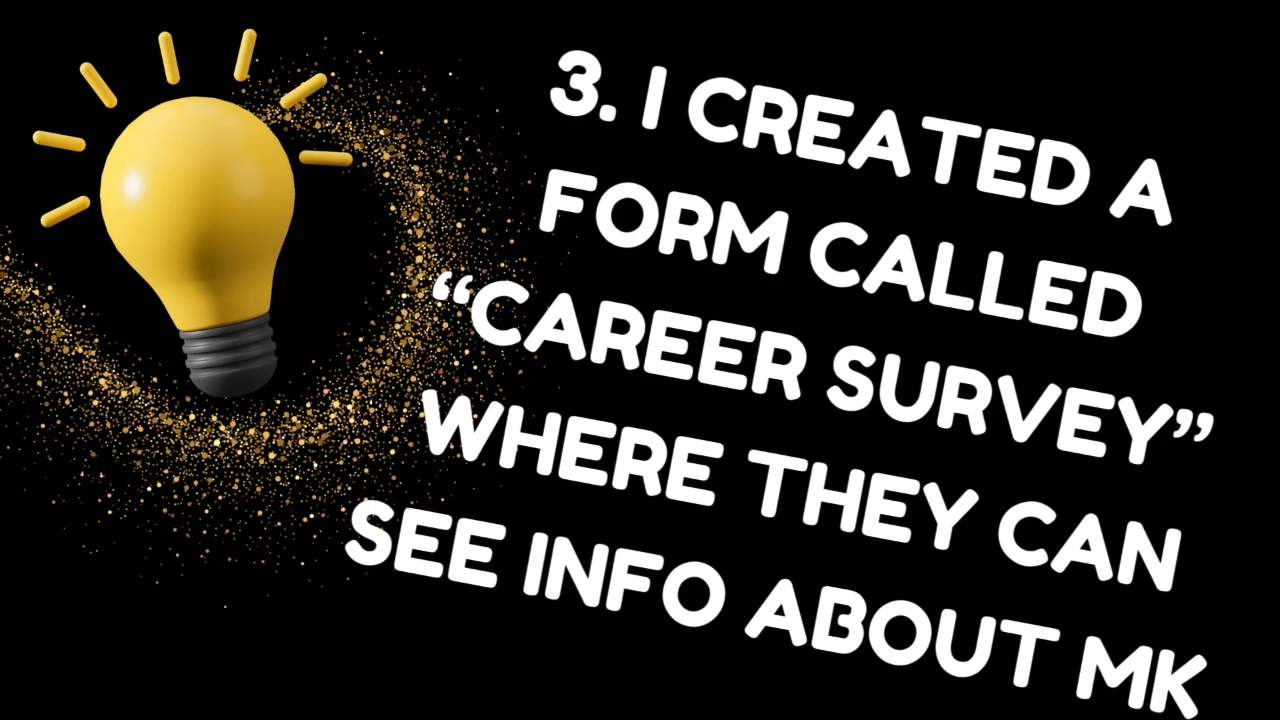 3. I CREATED A
FORM CALLED
“CAREER SURVEY”
WHERE THEY CAN
SEE INFO ABOUT MK